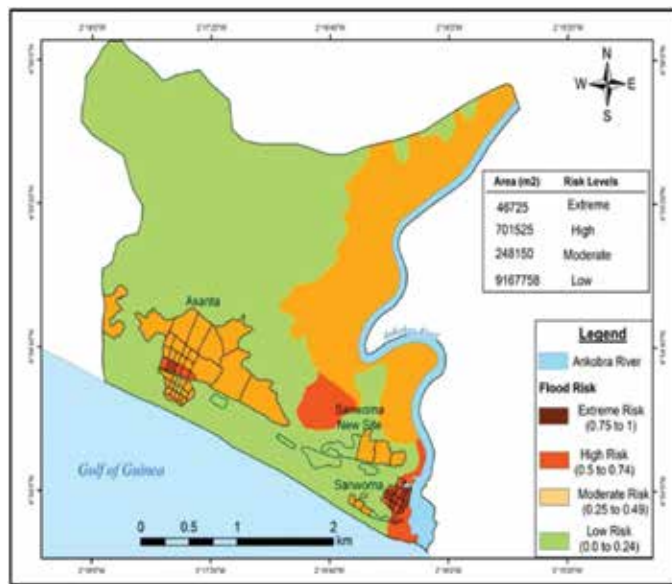 N
W E
S
Area (m2) Risk Levels
46725 Extreme
701525 High
248150 Moderate
9167758 Low
Asanta
Ankobra River
Sanwoma
New Site
Sanwoma
Gulf of Guinea
0 0.5 1 2
km
Legend
Ankobra River
Flood Risk
Extreme Risk
(0.75 to 1)
High Risk
(0.5 to 0.74)
Moderate Risk
(0.25 to 0.49)
Low Risk
(0.0 to 0.24)